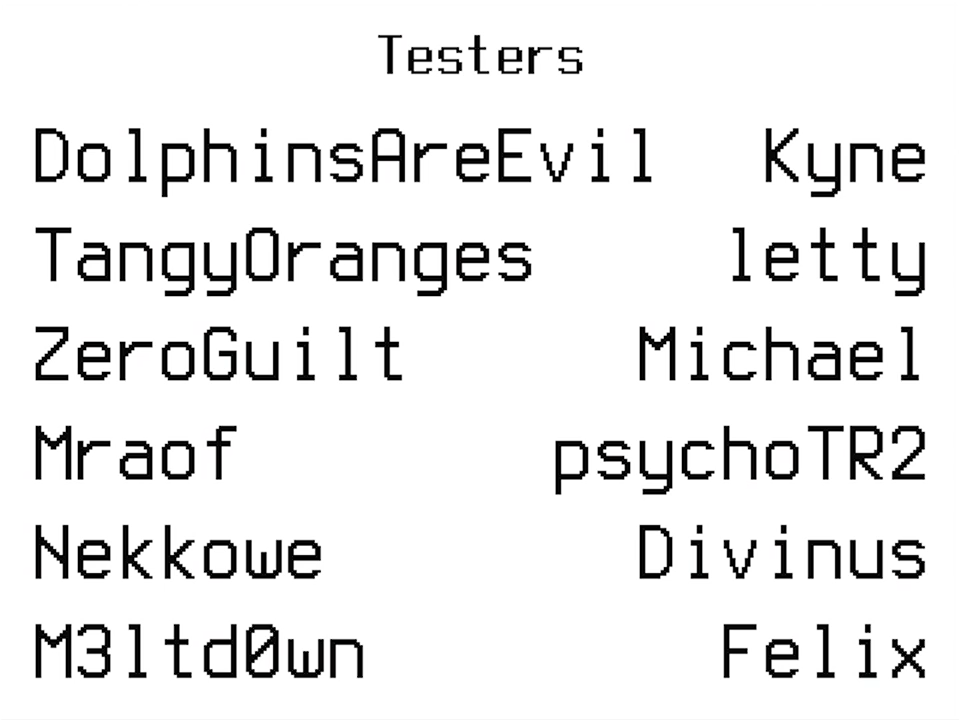 Testers
DolphinsAreEvil Kyne
TangyOranges letty
ZeroGuilt Michael
Mraof psychoTR2
Nekkowe Divinus
M3ltd0wn Felix